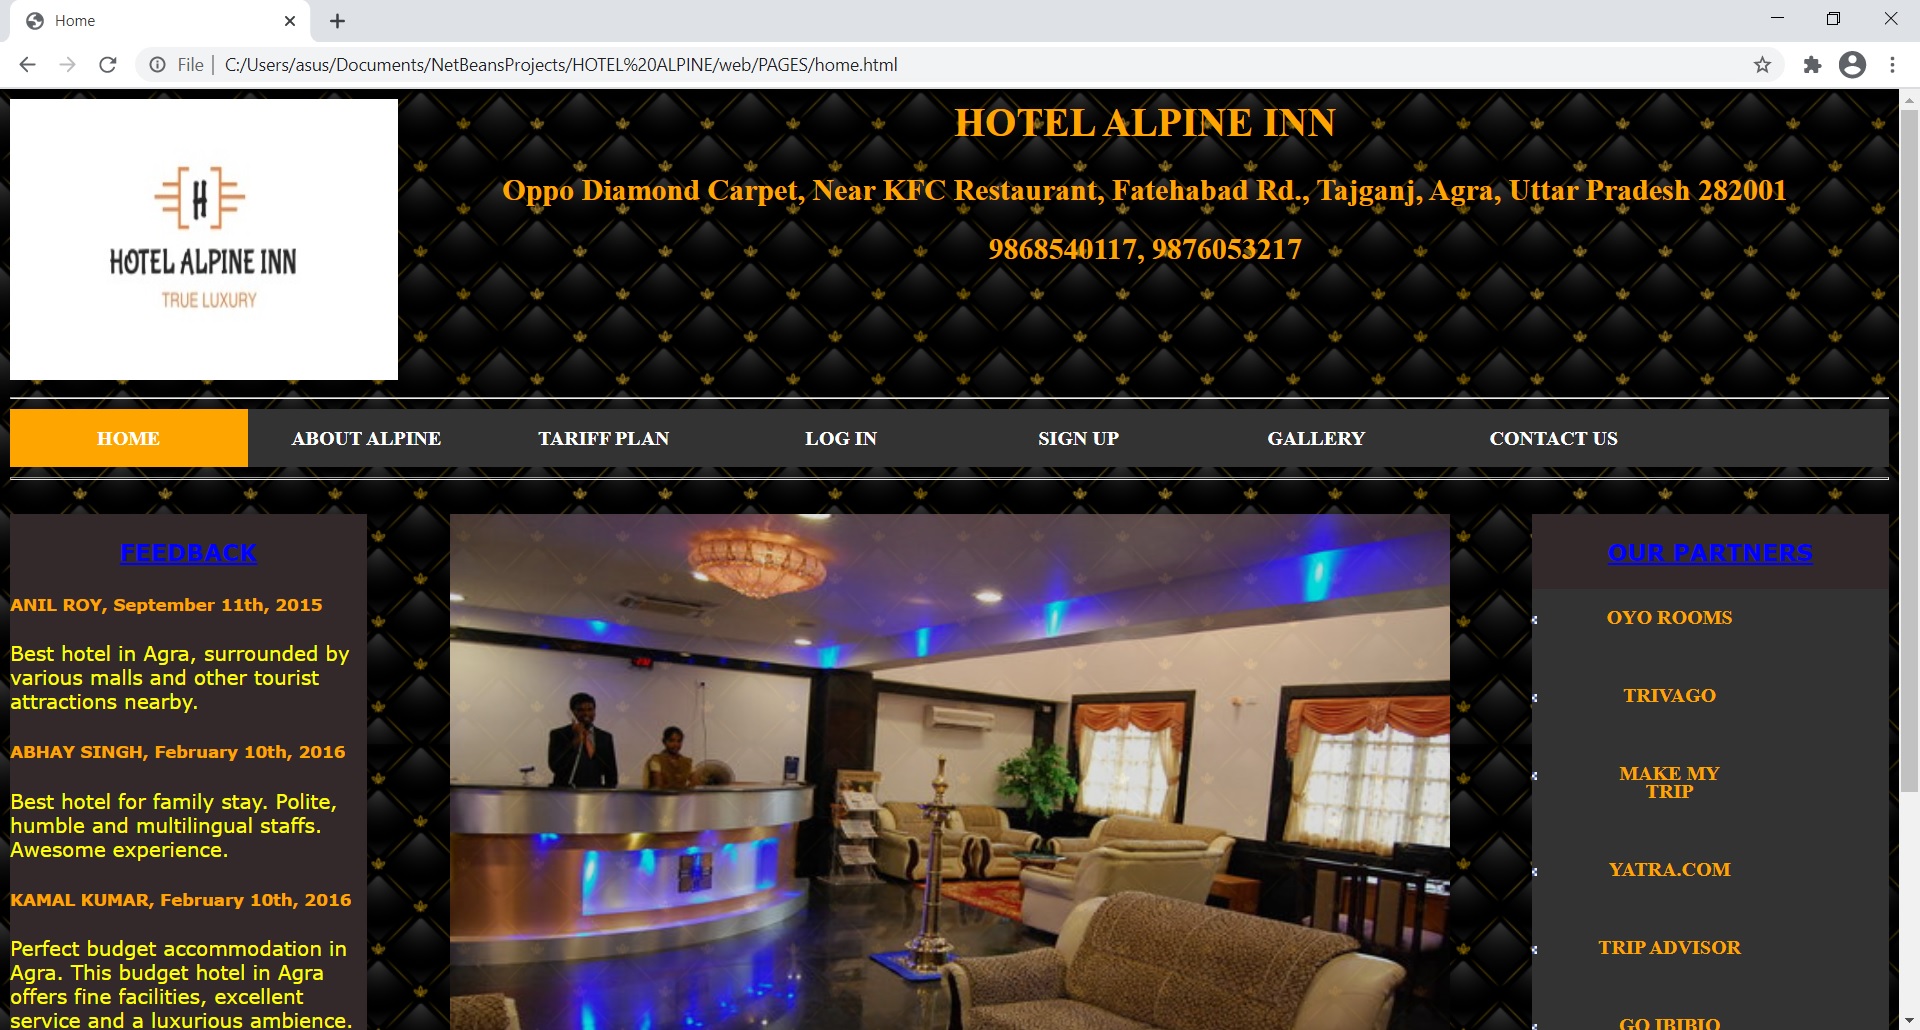 Home
File
C:/Users/asus/Documents/NetBeansProjects/HOTEL%20ALPINE/web/PAGES/home.html
H
HOTEL ALPINE INN
TRUE LUXURY
HOTEL ALPINE INN
Oppo Diamond Carpet, Near KFC Restaurant, Fatehabad Rd., Tajganj, Agra, Uttar Pradesh 282001
9868540117, 9876053217
HOME
ABOUT ALPINE
TARIFF PLAN
LOG IN
SIGN UP
GALLERY
CONTACT US
FEEDBACK
ANIL ROY, September 11th, 2015
Best hotel in Agra, surrounded by
various malls and other tourist
attractions nearby.
ABHAY SINGH, February 10th, 2016
Best hotel for family stay. Polite,
humble and multilingual staffs.
Awesome experience.
KAMAL KUMAR, February 10th, 2016
Perfect budget accommodation in
Agra. This budget hotel in Agra
offers fine facilities, excellent
service and a luxurious ambience.
OUR PARTNERS
OYO ROOMS
TRIVAGO
MAKE MY
TRIP
YATRA.COM
TRIP ADVISOR
GO IBIBIO